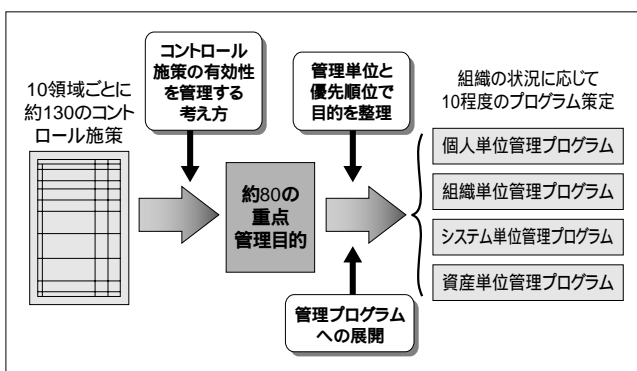 10領域ごとに
約130のコント
ロール施策
コントロール
施策の有効性
を管理する
考え方
約80の
重点
管理目的
管理単位と
優先順位で
目的を整理
管理プログラム
への展開
組織の状況に応じて
10程度のプログラム策定
個人単位管理プログラム
組織単位管理プログラム
システム単位管理プログラム
資産単位管理プログラム